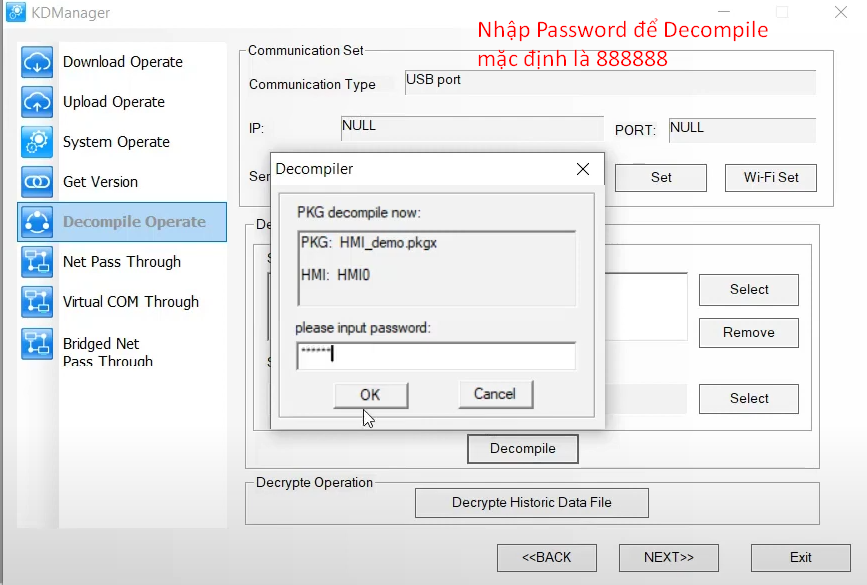 KDManager
Nhập Password để Decompile
mặc định là 888888
Download Operate
Upload Operate
System Operate
Get Version
Decompile Operate
Net Pass Through
Virtual COM Through
Bridged Net
Pass Through
Communication Set
Communication Type
USB port
IP:
NULL
PORT:
NULL
Set
Wi-Fi Set
Decompiler
PKG decompile now:
PKG: HMI_demo.pkgx
HMI: HMI0
please input password:
******
OK
Cancel
Select
Remove
Select
Decompile
Decrypte Operation
Decrypte Historic Data File
<<BACK
NEXT>>
Exit